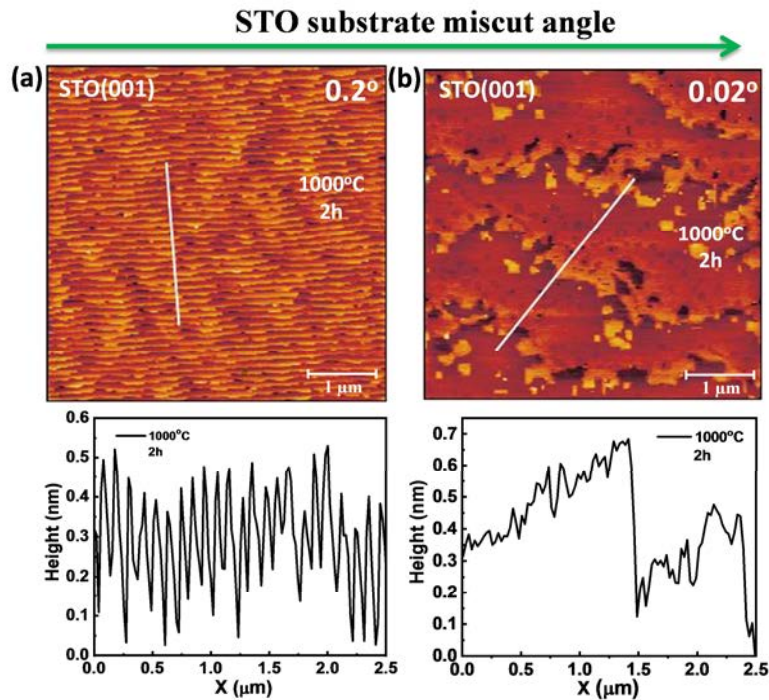 STO substrate miscut angle
(a)
STO(001)
0.2°
1000°C
2h
1 μm
(b)
STO(001)
0.02°
1000°C
2h
1 μm
0.6
0.5
0.4
0.3
0.2
0.1
0.0
Height (nm)
1000°C
2h
0.0 0.5 1.0 1.5 2.0 2.5
X (μm)
0.7
0.6
0.5
0.4
0.3
0.2
0.1
0.0
Height (nm)
1000°C
2h
0.0 0.5 1.0 1.5 2.0 2.5
X (μm)